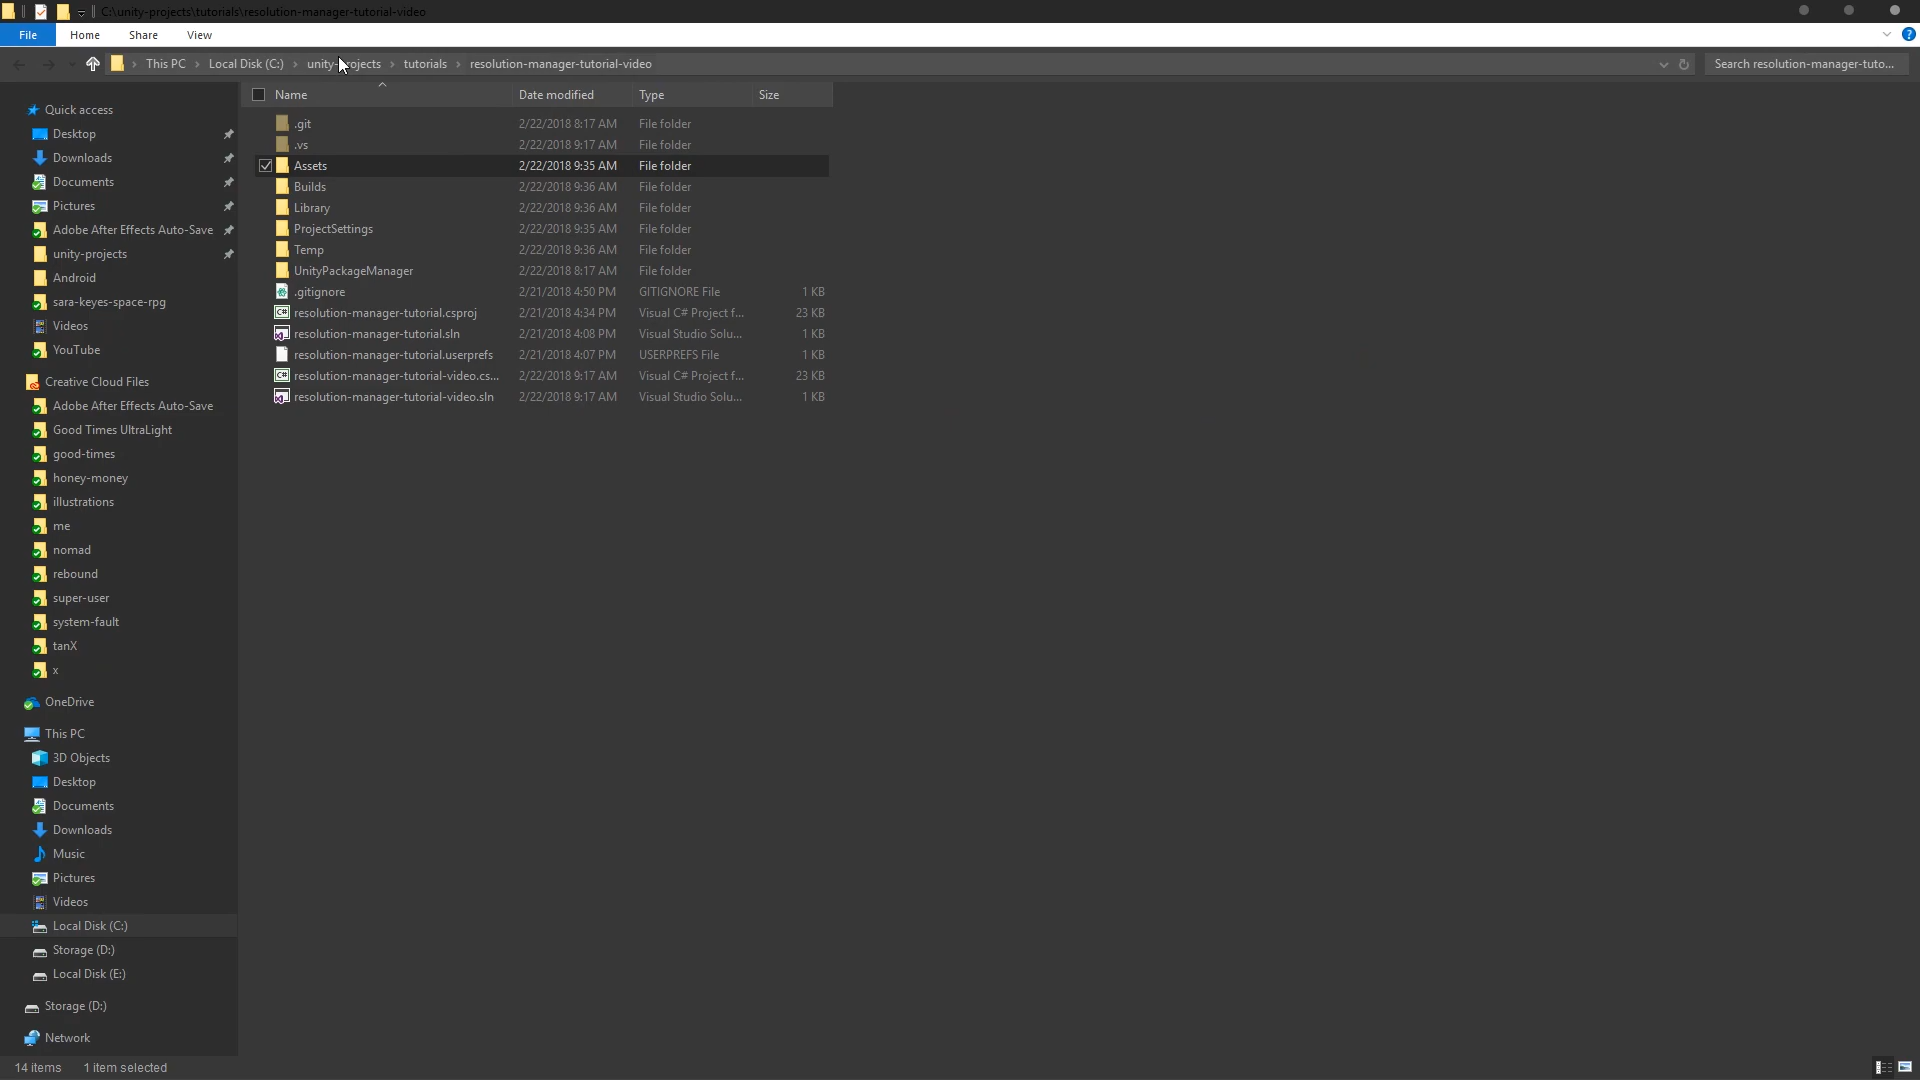 C:\unity-projects\tutorials\resolution-manager-tutorial-video
File Home Share View
This PC Local Disk (C:) tutorials resolution-manager-tutorial-video Search resolution-manager-tuto...
Name Date modified Type Size
.git 2/22/2018 8:17 AM File folder
.vs 2/22/2018 9:17 AM File folder
Assets 2/22/2018 9:35 AM File folder
Builds 2/22/2018 9:36 AM File folder
Library 2/22/2018 9:36 AM File folder
ProjectSettings 2/22/2018 9:35 AM File folder
Temp 2/22/2018 9:36 AM File folder
UnityPackageManager 2/22/2018 8:17 AM File folder
.gitignore 2/21/2018 4:50 PM GITIGNORE File 1 KB
resolution-manager-tutorial.csproj 2/21/2018 4:34 PM Visual C# Project f... 23 KB
resolution-manager-tutorial.sln 2/21/2018 4:08 PM Visual Studio Solu... 1 KB
resolution-manager-tutorial.userprefs 2/21/2018 4:07 PM USERPREFS File 1 KB
resolution-manager-tutorial-video.cs... 2/22/2018 9:17 AM Visual C# Project f... 23 KB
resolution-manager-tutorial-video.sln 2/22/2018 9:17 AM Visual Studio Solu... 1 KB
Quick access
Desktop
Downloads
Documents
Pictures
Adobe After Effects Auto-Save
unity-projects
Android
sara-keyes-space-rpg
Videos
YouTube
Creative Cloud Files
Adobe After Effects Auto-Save
Good Times UltraLight
good-times
honey-money
illustrations
me
nomad
rebound
super-user
system-fault
tanX
x
OneDrive
This PC
3D Objects
Desktop
Documents
Downloads
Music
Pictures
Videos
Local Disk (C:)
Storage (D:)
Local Disk (E:)
Storage (D:)
Network
14 items 1 item selected